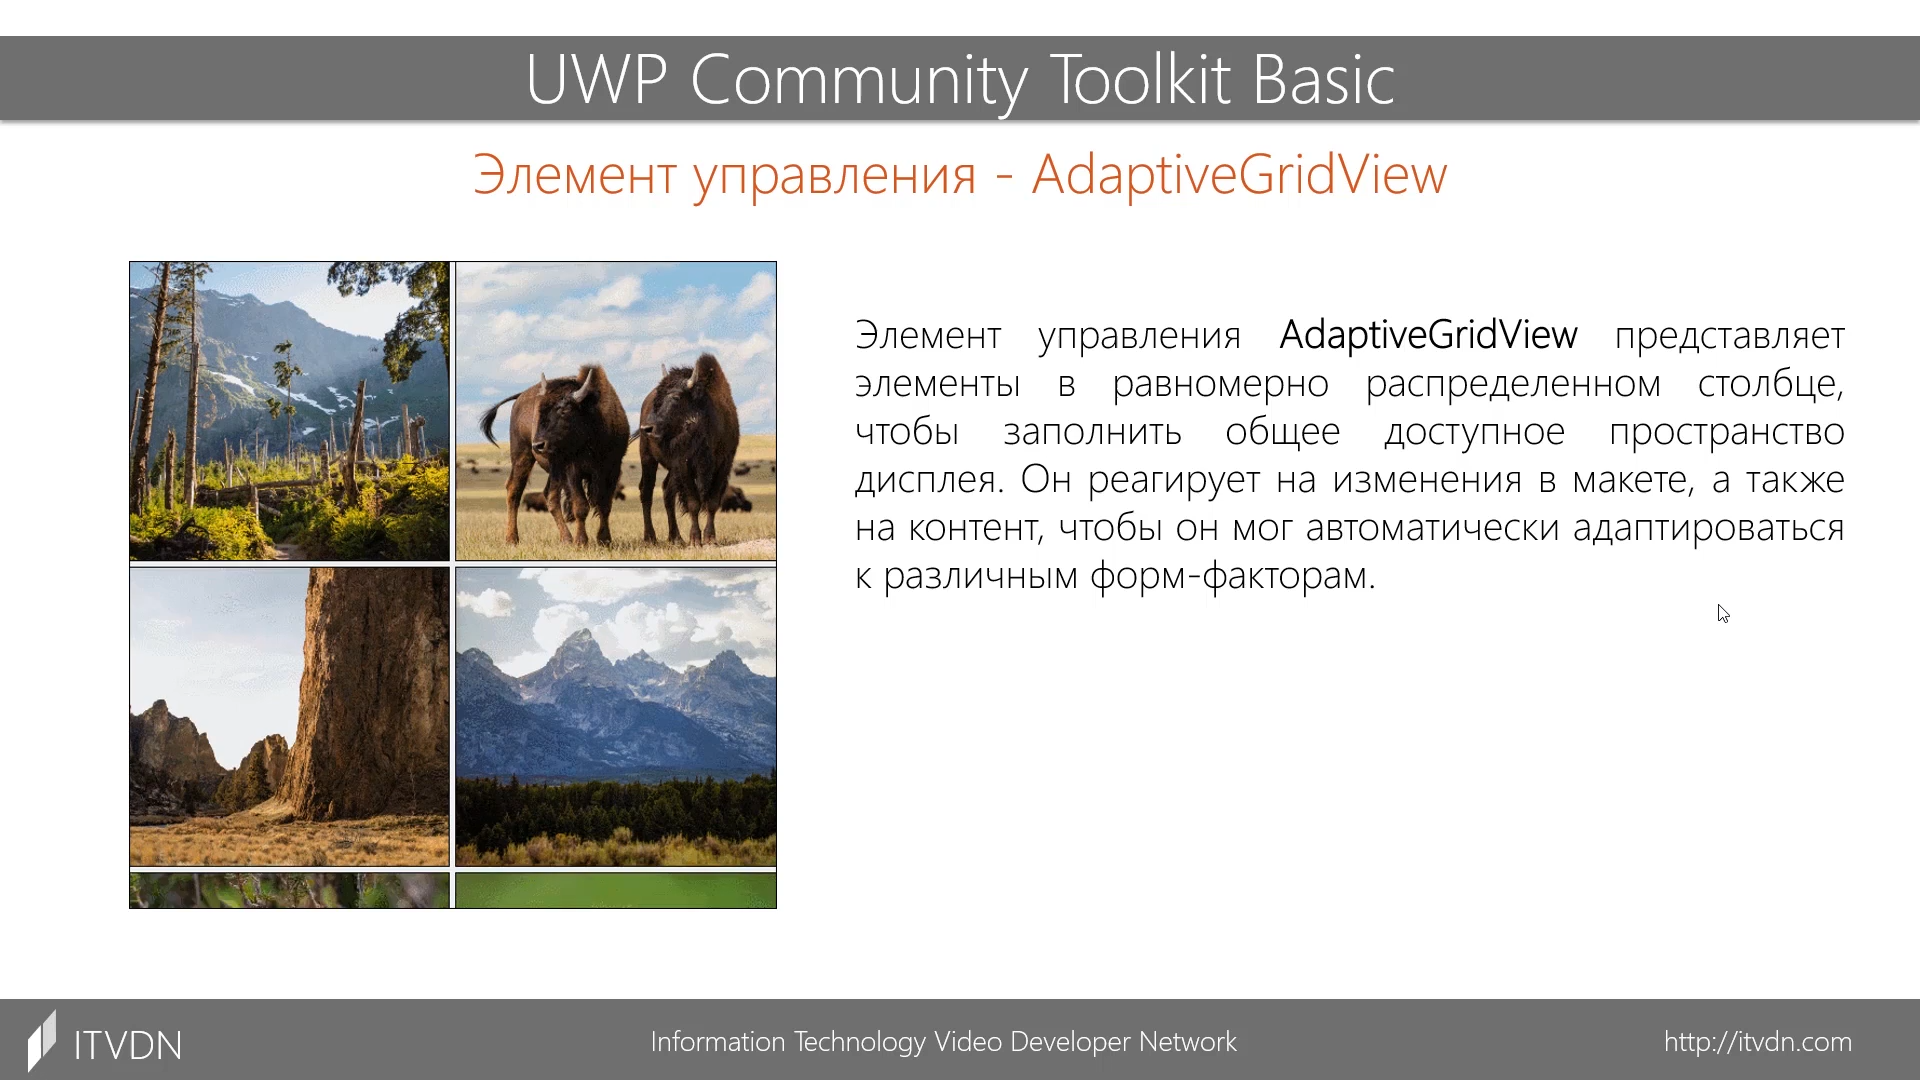 UWP Community Toolkit Basic
Элемент управления - AdaptiveGridView
Элемент управления AdaptiveGridView представляет
элементы в равномерно распределенном столбце,
чтобы заполнить общее доступное пространство
дисплея. Он реагирует на изменения в макете, а также
на контент, чтобы он мог автоматически адаптироваться
к различным форм-факторам.
ITVDN
Information Technology Video Developer Network
http://itvdn.com